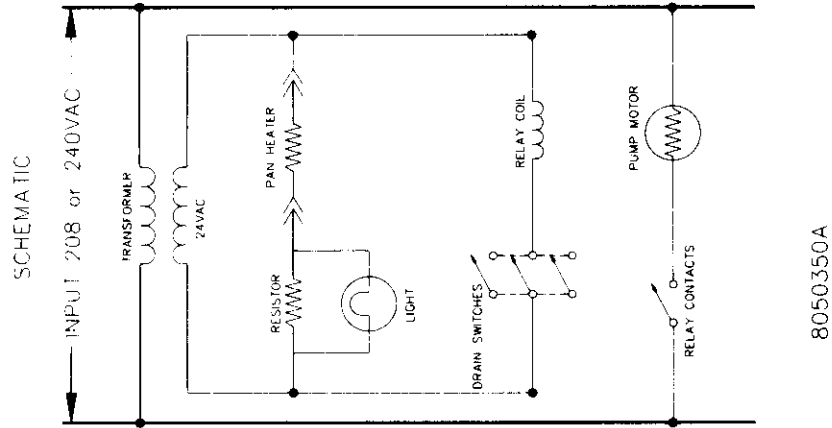 SCHEMATIC
INPUT 208 or 240VAC
TRANSFORMER
24VAC
RESISTOR
PAN HEATER
LIGHT
DRAIN SWITCHES
RELAY COIL
PUMP MOTOR
RELAY CONTACTS
8050350A